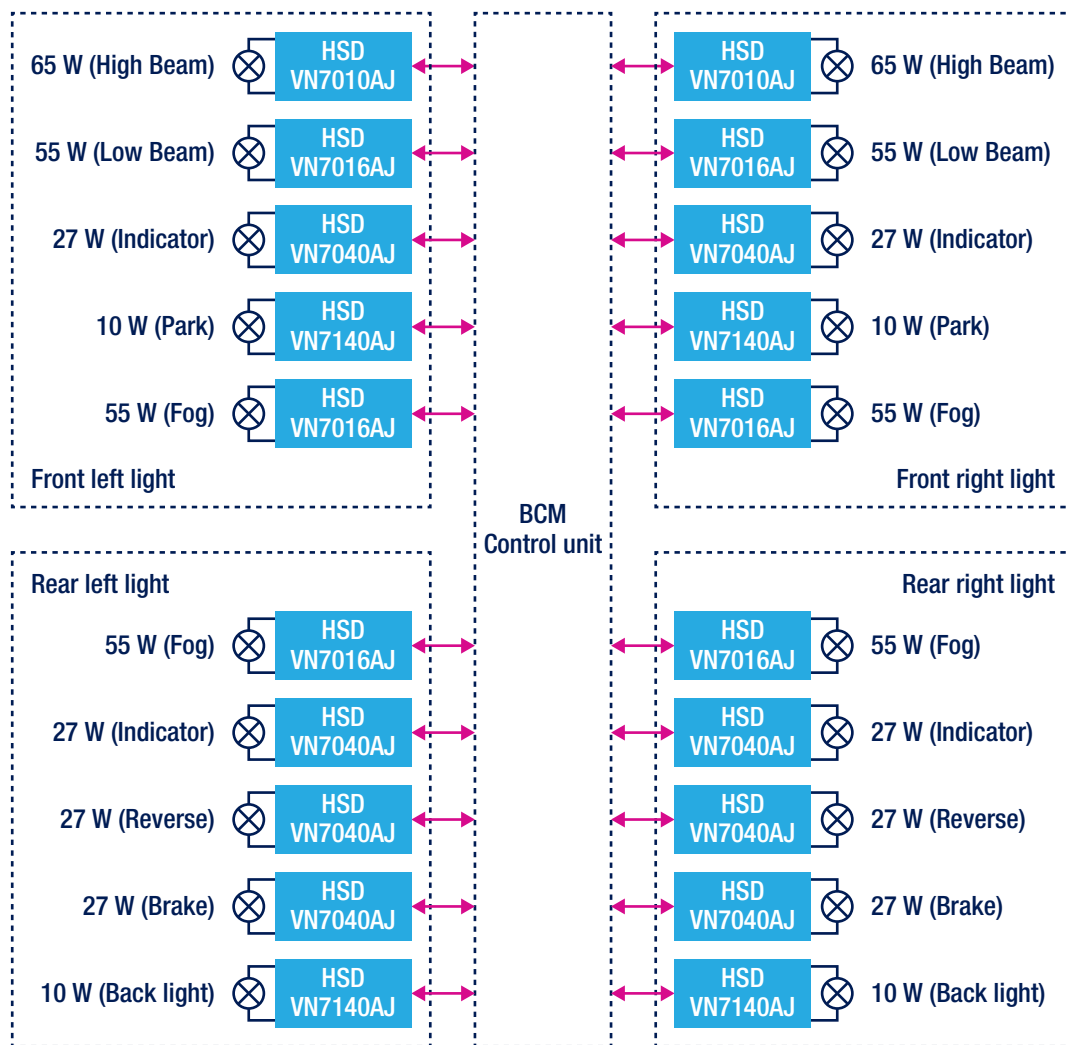 65 W (High Beam)
HSD
VN7010AJ
HSD
VN7010AJ
65 W (High Beam)
55 W (Low Beam)
HSD
VN7016AJ
HSD
VN7016AJ
55 W (Low Beam)
27 W (Indicator)
HSD
VN7040AJ
HSD
VN7040AJ
27 W (Indicator)
10 W (Park)
HSD
VN7140AJ
HSD
VN7140AJ
10 W (Park)
55 W (Fog)
HSD
VN7016AJ
HSD
VN7016AJ
55 W (Fog)
Front left light
Front right light
BCM
Control unit
Rear left light
Rear right light
55 W (Fog)
HSD
VN7016AJ
HSD
VN7016AJ
55 W (Fog)
27 W (Indicator)
HSD
VN7040AJ
HSD
VN7040AJ
27 W (Indicator)
27 W (Reverse)
HSD
VN7040AJ
HSD
VN7040AJ
27 W (Reverse)
27 W (Brake)
HSD
VN7040AJ
HSD
VN7040AJ
27 W (Brake)
10 W (Back light)
HSD
VN7140AJ
HSD
VN7140AJ
10 W (Back light)